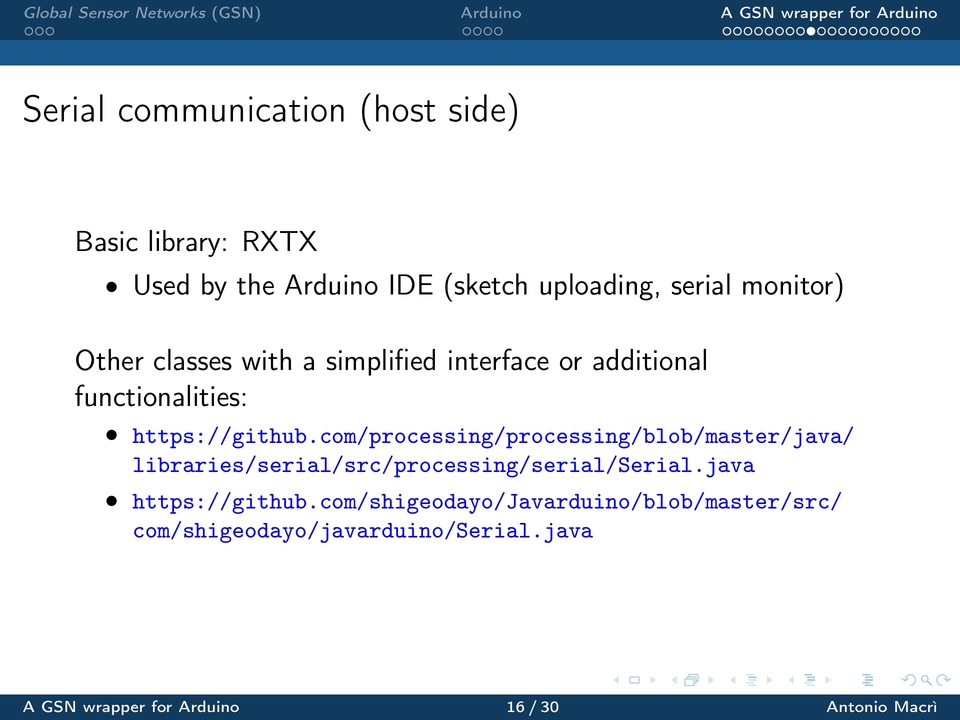 Global Sensor Networks (GSN) Arduino A GSN wrapper for Arduino
Serial communication (host side)
Basic library: RXTX
• Used by the Arduino IDE (sketch uploading, serial monitor)
Other classes with a simplified interface or additional
functionalities:
• https://github.com/processing/processing/blob/master/java/
libraries/serial/src/processing/serial/Serial.java
• https://github.com/shigeodayo/Javarduino/blob/master/src/
com/shigeodayo/javarduino/Serial.java
A GSN wrapper for Arduino 16 / 30 Antonio Macrì